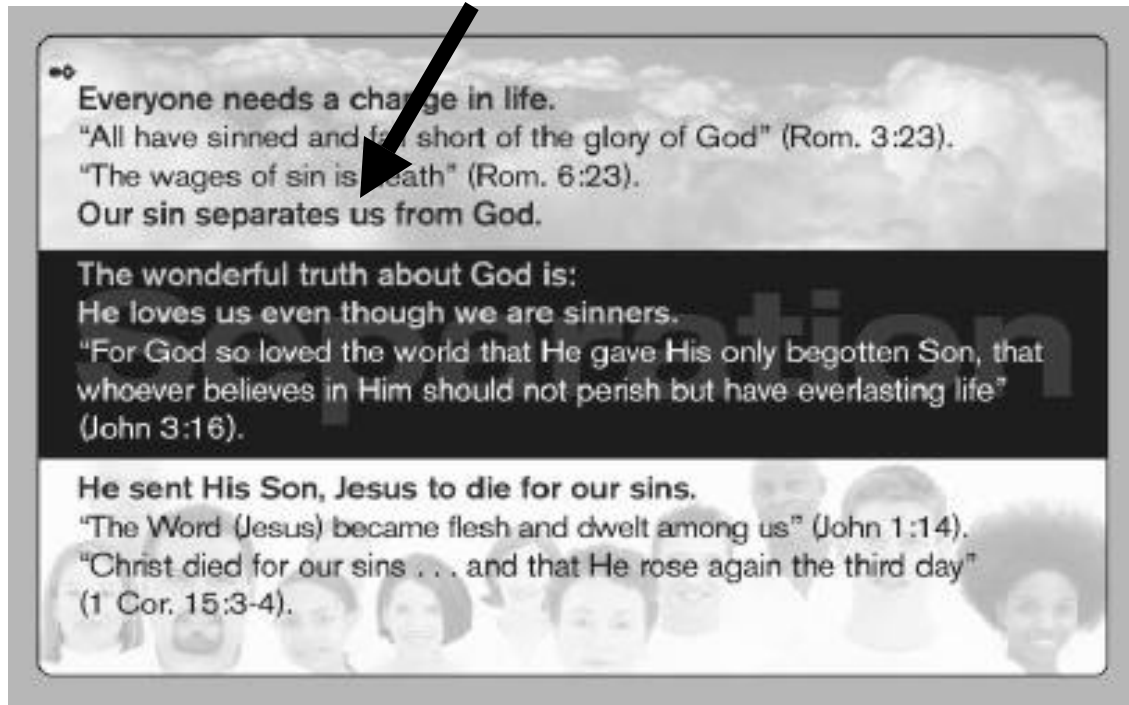 Everyone needs a change in life.
“All have sinned and fall short of the glory of God” (Rom. 3:23).
“The wages of sin is death” (Rom. 6:23).
Our sin separates us from God.
Separation
The wonderful truth about God is:
He loves us even though we are sinners.
“For God so loved the world that He gave His only begotten Son, that
whoever believes in Him should not perish but have everlasting life”
(John 3:16).
He sent His Son, Jesus to die for our sins.
“The Word (Jesus) became flesh and dwelt among us” (John 1:14).
“Christ died for our sins . . . and that He rose again the third day”
(1 Cor. 15:3-4).